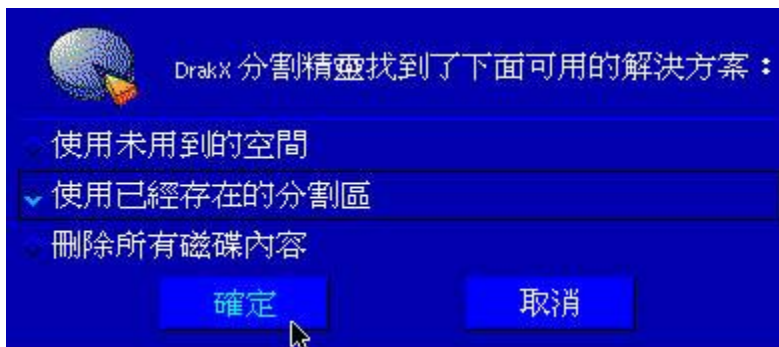 DrakX 分割精靈找到了下面可用的解決方案：
使用未用到的空間
使用已經存在的分割區
刪除所有磁碟內容
確定 取消